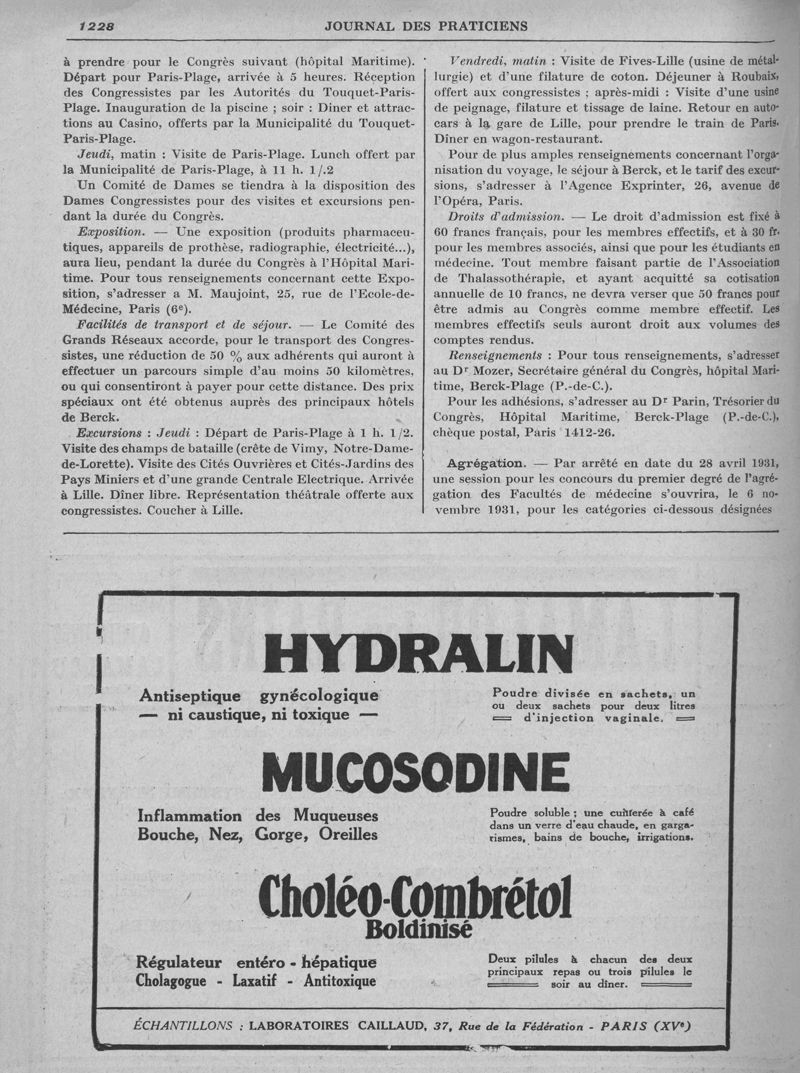 1228
JOURNAL DES PRATICIENS
à prendre pour le Congrès suivant (hôpital Maritime).
Départ pour Paris-Plage, arrivée à 5 heures. Réception
des Congressistes par les Autorités du Touquet-Paris-
Plage. Inauguration de la piscine ; soir : Diner et attrac-
tions au Casino, offerts par la Municipalité du Touquet-
Paris-Plage.
Jeudi, matin : Visite de Paris-Plage. Lunch offert par
la Municipalité de Paris-Plage, à 11 h. 1/.2
Un Comité de Dames se tiendra à la disposition des
Dames Congressistes pour des visites et excursions pen-
dant la durée du Congrès.
Exposition. — Une exposition (produits pharmaceu-
tiques, appareils de prothèse, radiographie, électricité...),
aura lieu, pendant la durée du Congrès à l'Hôpital Mari-
time. Pour tous renseignements concernant cette Expo-
sition, s'adresser a M. Maujoint, 25, rue de l'Ecole-de-
Médecine, Paris (6e).
Facilités de transport et de séjour. — Le Comité des
Grands Réseaux accorde, pour le transport des Congres-
sistes, une réduction de 50 % aux adhérents qui auront à
effectuer un parcours simple d'au moins 50 kilomètres,
ou qui consentiront à payer pour cette distance. Des prix
spéciaux ont été obtenus auprès des principaux hôtels
de Berck.
Excursions : Jeudi : Départ de Paris-Plage à 1 h. 1/2.
Visite des champs de bataille (crête de Vimy, Notre-Dame-
de-Lorette). Visite des Cités Ouvrières et Cités-Jardins des
Pays Miniers et d'une grande Centrale Electrique. Arrivée
à Lille. Dîner libre. Représentation théâtrale offerte aux
congressistes. Coucher à Lille.
Vendredi, matin : Visite de Fives-Lille (usine de métal-
lurgie) et d'une filature de coton. Déjeuner à Roubaix,
offert aux congressistes ; après-midi : Visite d'une usine
de peignage, filature et tissage de laine. Retour en auto-
cars à la gare de Lille, pour prendre le train de Paris.
Dîner en wagon-restaurant.
Pour de plus amples renseignements concernant l'orga-
nisation du voyage, le séjour à Berck, et le tarif des excur-
sions, s'adresser à l'Agence Exprinter, 26, avenue de
l'Opéra, Paris.
Droits d'admission. — Le droit d'admission est fixé à
60 francs français, pour les membres effectifs, et à 30 fr.
pour les membres associés, ainsi que pour les étudiants en
médecine. Tout membre faisant partie de l'Association
de Thalassothérapie, et ayant acquitté sa cotisation
annuelle de 10 francs, ne devra verser que 50 francs pour
être admis au Congrès comme membre effectif. Les
membres effectifs seuls auront droit aux volumes des
comptes rendus.
Renseignements : Pour tous renseignements, s'adresser
au Dr Mozer, Secrétaire général du Congrès, hôpital Mari-
time, Berck-Plage (P.-de-C.).
Pour les adhésions, s'adresser au Dr Parin, Trésorier du
Congrès, Hôpital Maritime, Berck-Plage (P.-de-C.),
chèque postal, Paris 1412-26.
Agrégation. — Par arrêté en date du 28 avril 1931,
une session pour les concours du premier degré de l'agré-
gation des Facultés de médecine s'ouvrira, le 6 no-
vembre 1931, pour les catégories ci-dessous désignées
HYDRALIN
Antiseptique gynécologique
— ni caustique, ni toxique —
Poudre divisée en sachets, un
ou deux sachets pour deux litres
d'injection vaginale.
MUCOSODINE
Inflammation des Muqueuses
Bouche, Nez, Gorge, Oreilles
Poudre soluble ; une cuillerée à café
dans un verre d'eau chaude, en garga-
rismes, bains de bouche, irrigations.
Choléo-Combrétol
Boldinisé
Régulateur entéro-hépatique
Cholagogue - Laxatif - Antitoxique
Deux pilules à chacun des deux
principaux repas ou trois pilules le
soir au dîner.
ÉCHANTILLONS : LABORATOIRES CAILLAUD, 37, Rue de la Fédération - PARIS (XVe)